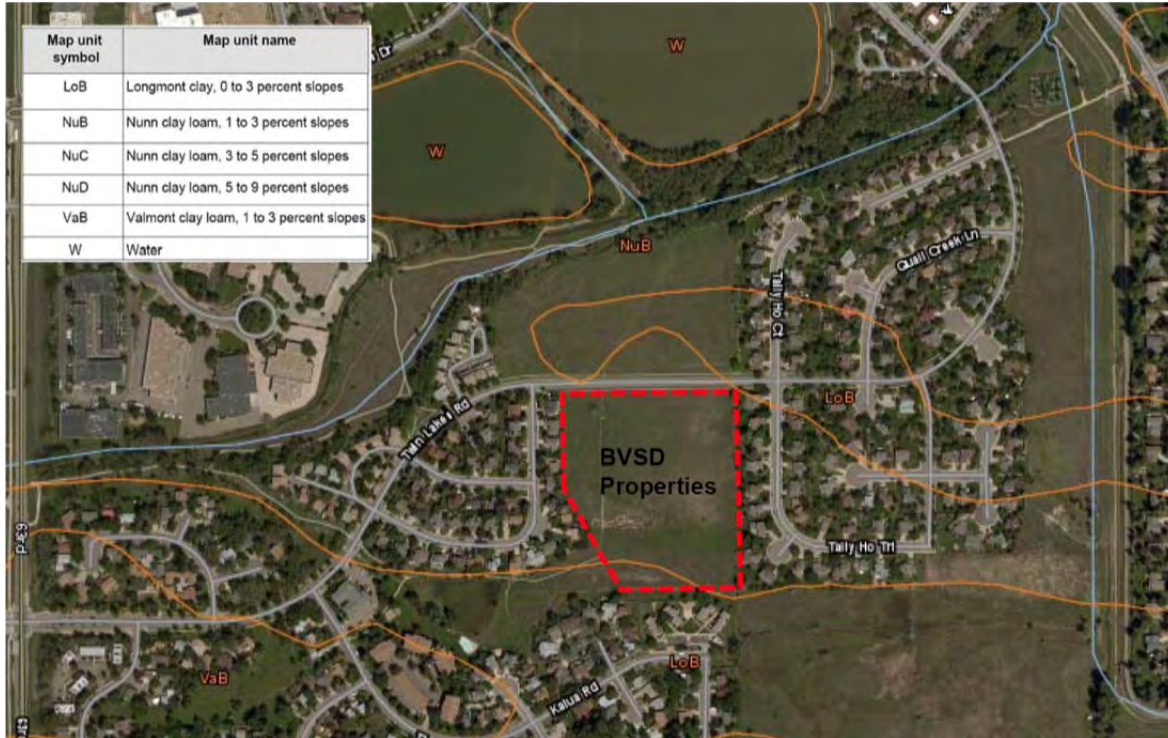 Map unit symbol Map unit name
LoB Longmont clay, 0 to 3 percent slopes
NuB Nunn clay loam, 1 to 3 percent slopes
NuC Nunn clay loam, 3 to 5 percent slopes
NuD Nunn clay loam, 5 to 9 percent slopes
VaB Valmont clay loam, 1 to 3 percent slopes
W Water
Dr
W
W
NuB
Quail Creek Ln
Tally Ho Ct
LoB
Twin Lakes Rd
BVSD
Properties
Tally Ho Trl
63rd
LoB
VaB
Kalua Rd
63rd